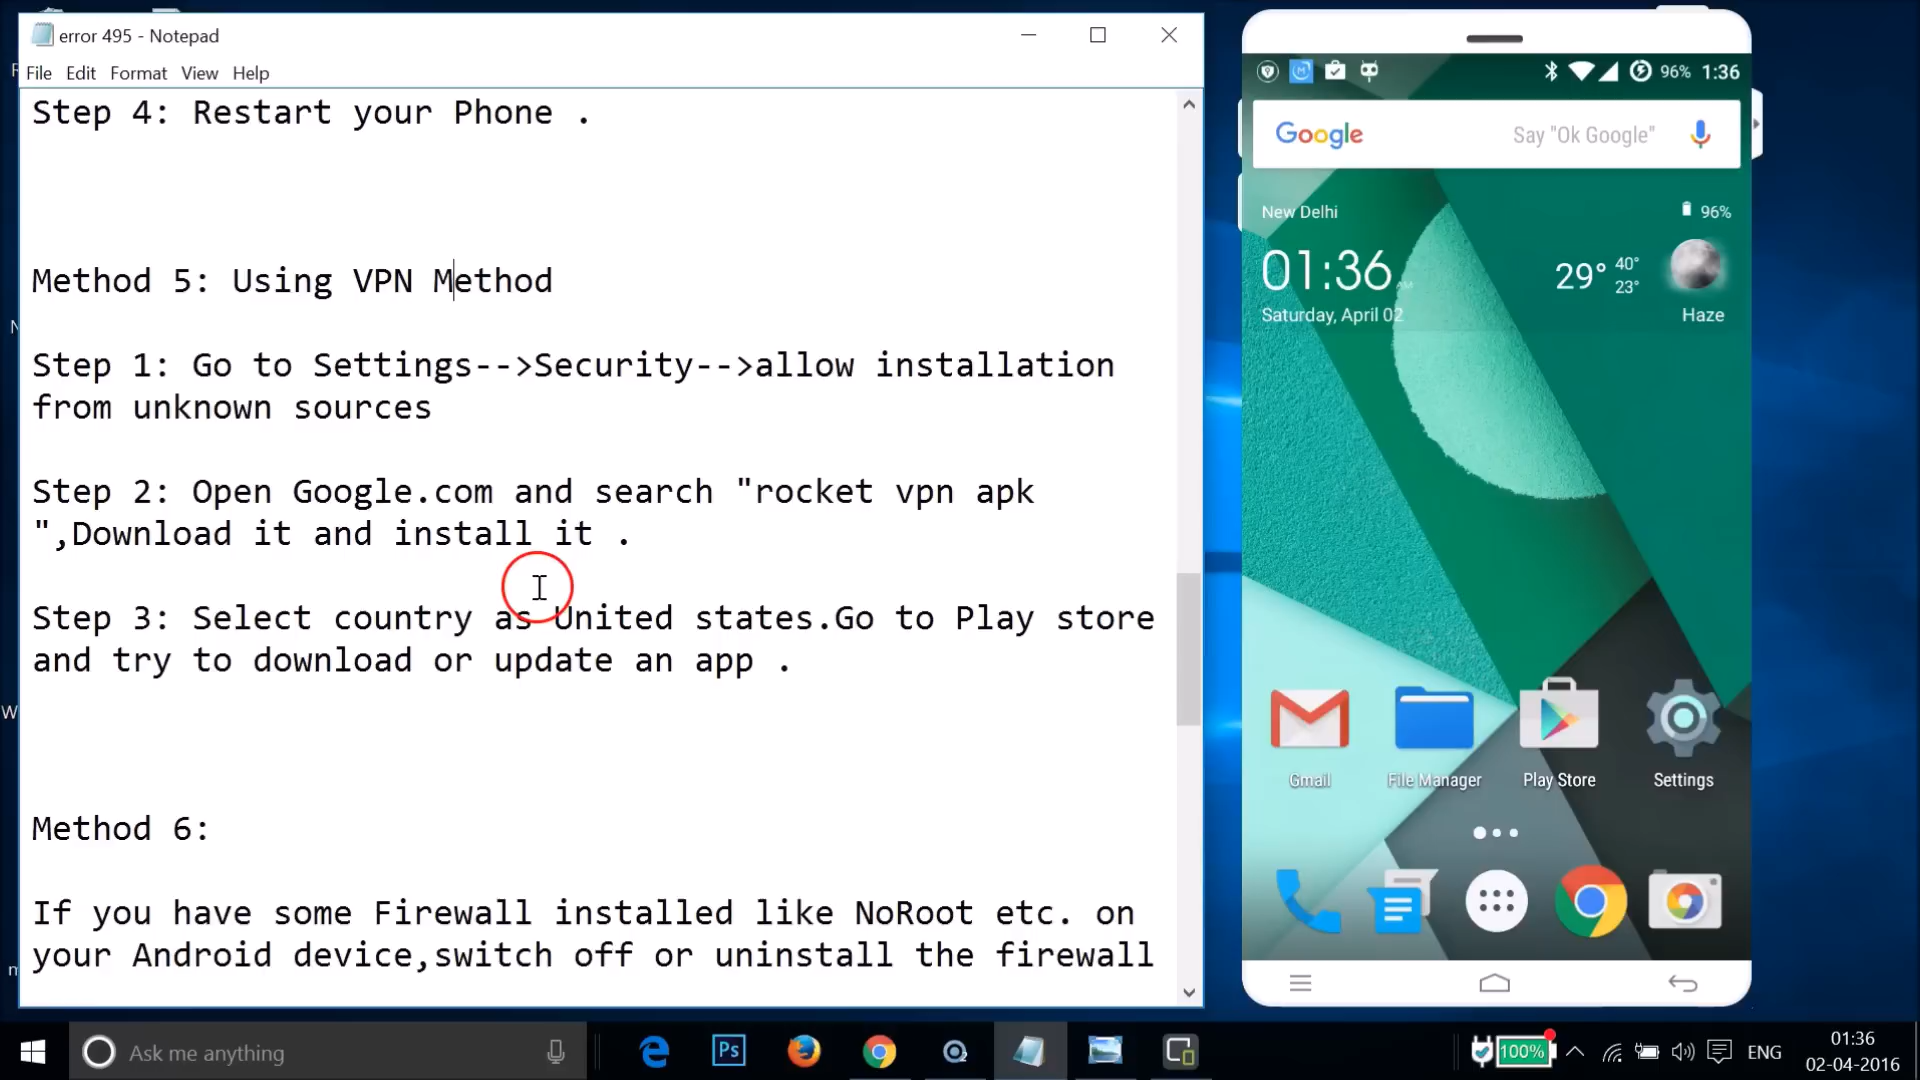 error 495 - Notepad
File Edit Format View Help
Step 4: Restart your Phone .
Method 5: Using VPN Method
Step 1: Go to Settings-->Security-->allow installation
from unknown sources
Step 2: Open Google.com and search "rocket vpn apk
",Download it and install it .
Step 3: Select country as United states.Go to Play store
and try to download or update an app .
Method 6:
If you have some Firewall installed like NoRoot etc. on
your Android device,switch off or uninstall the firewall
96% 1:36
Google Say "Ok Google"
New Delhi 96%
01:36 AM 29° 40°
23°
Saturday, April 02 Haze
Gmail File Manager Play Store Settings
Ask me anything
Ps
100%
ENG
01:36
02-04-2016